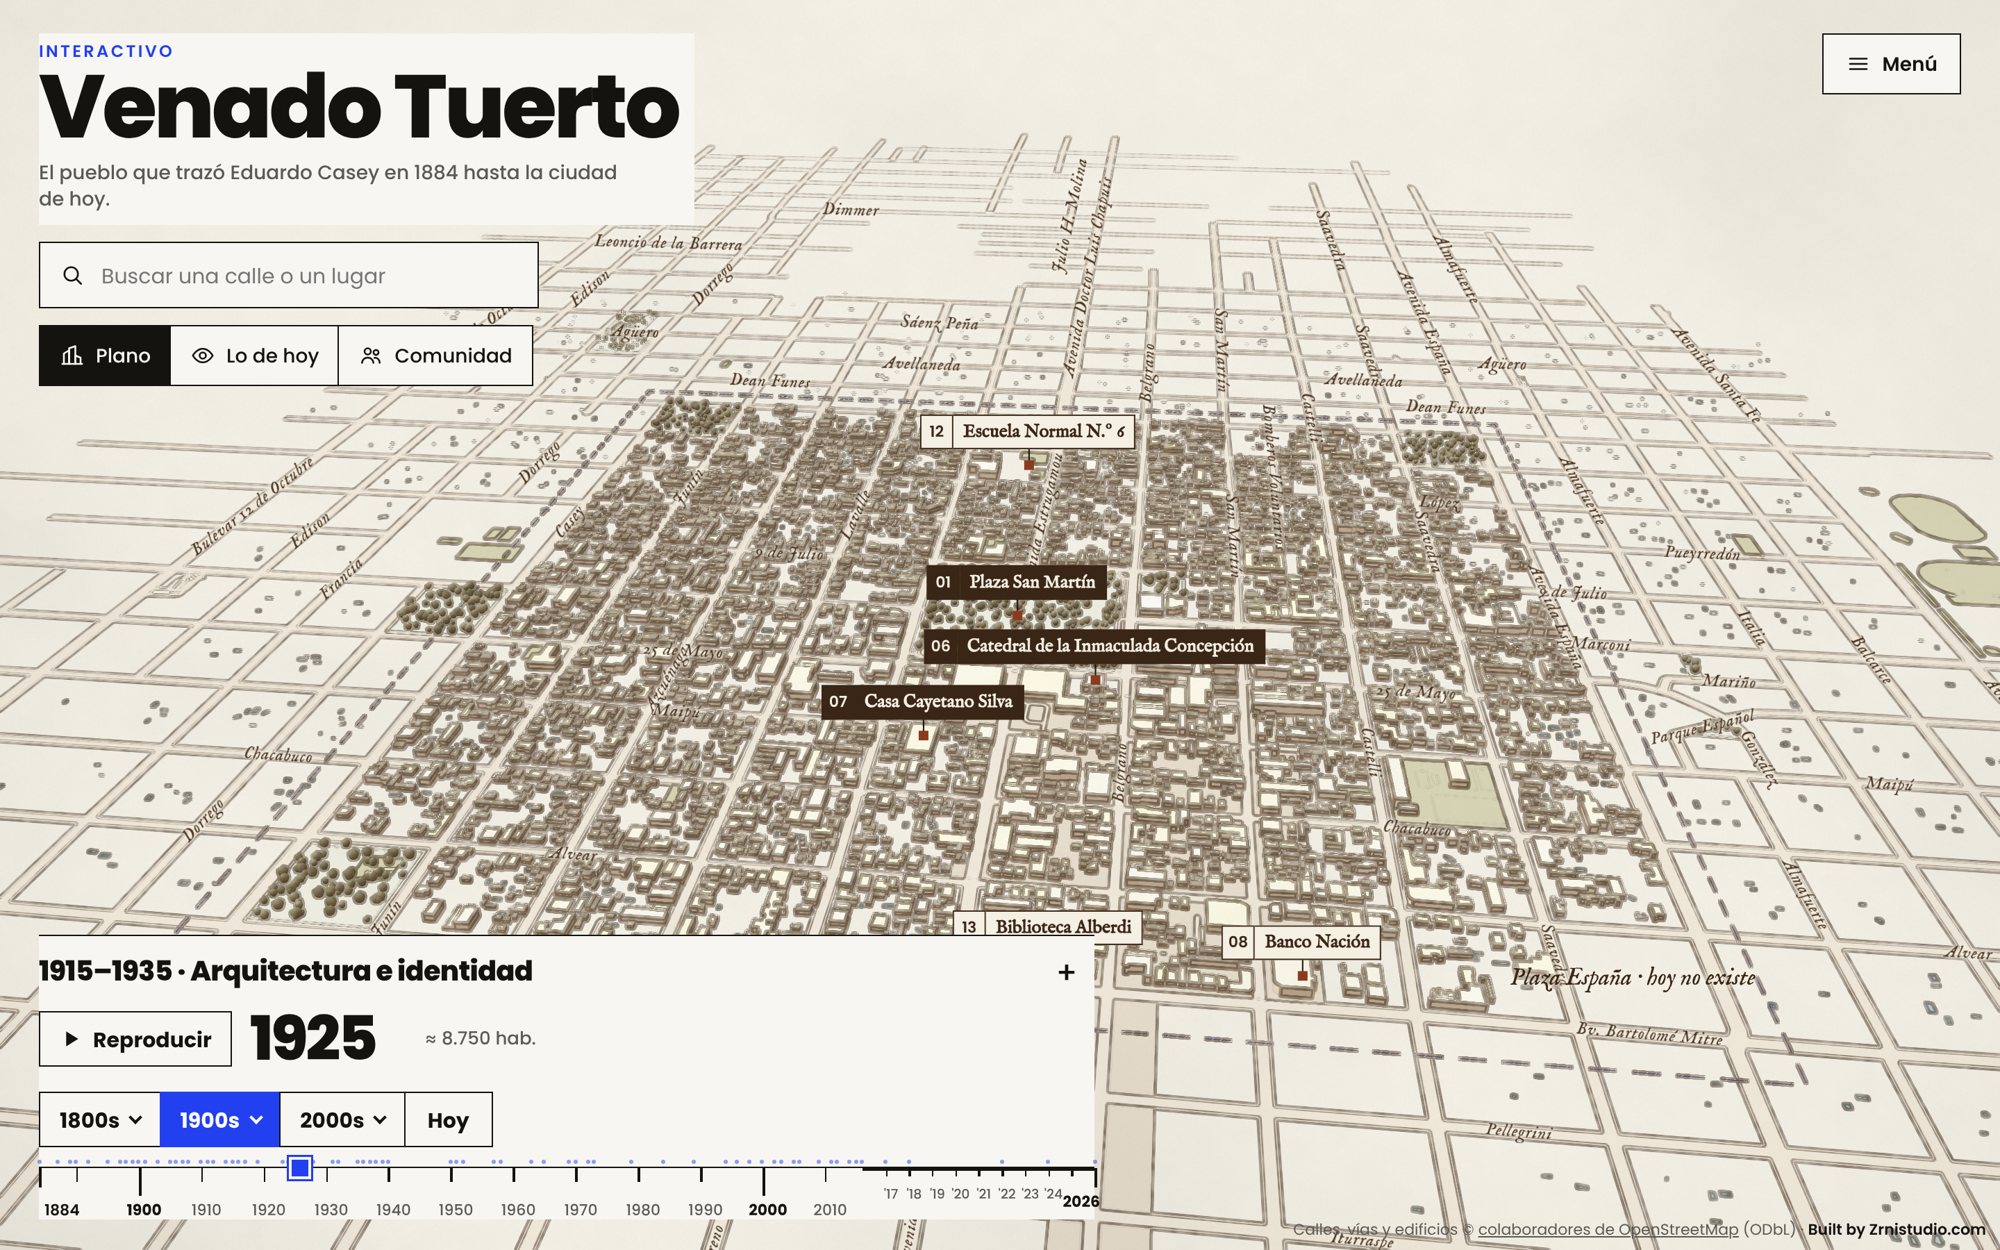 INTERACTIVO
Venado Tuerto
El pueblo que trazó Eduardo Casey en 1884 hasta la ciudad
de hoy.
Menú
Buscar una calle o un lugar
Plano
Lo de hoy
Comunidad
Dimmer
Leoncio de la Barrera
Edison
Dorrego
Agüero
Julio H. Molina
Avenida Doctor Luis Chapuis
Sáenz Peña
Avellaneda
Dean Funes
Belgrano
San Martín
Saavedra
Almafuerte
Avenida España
Saavedra
Agüero
Avellaneda
Dean Funes
Avenida Santa Fe
Castelli
12 Escuela Normal N.º 6
Bulevar 12 de Octubre
Dorrego
Edison
Francia
Casey
Junín
Lavalle
9 de Julio
San Martín
López
Saavedra
Almafuerte
Pueyrredón
01 Plaza San Martín
de Julio
Avenida España
Marconi
Italia
Balcarce
06 Catedral de la Inmaculada Concepción
25 de Mayo
Maipú
07 Casa Cayetano Silva
25 de Mayo
Mariño
Parque Español
González
Chacabuco
Belgrano
Castelli
Maipú
Dorrego
Chacabuco
Alvear
Junín
Almafuerte
13 Biblioteca Alberdi
08 Banco Nación
Alvear
Plaza España · hoy no existe
Bv. Bartolomé Mitre
Pellegrini
1915–1935 · Arquitectura e identidad
+
Reproducir
1925
≈ 8.750 hab.
1800s
1900s
2000s
Hoy
'17 '18 '19 '20 '21 '22 '23 '24
1884 1900 1910 1920 1930 1940 1950 1960 1970 1980 1990 2000 2010 2026
Calles, vías y edificios © colaboradores de OpenStreetMap (ODbL) · Built by Zrnistudio.com
Iturraspe